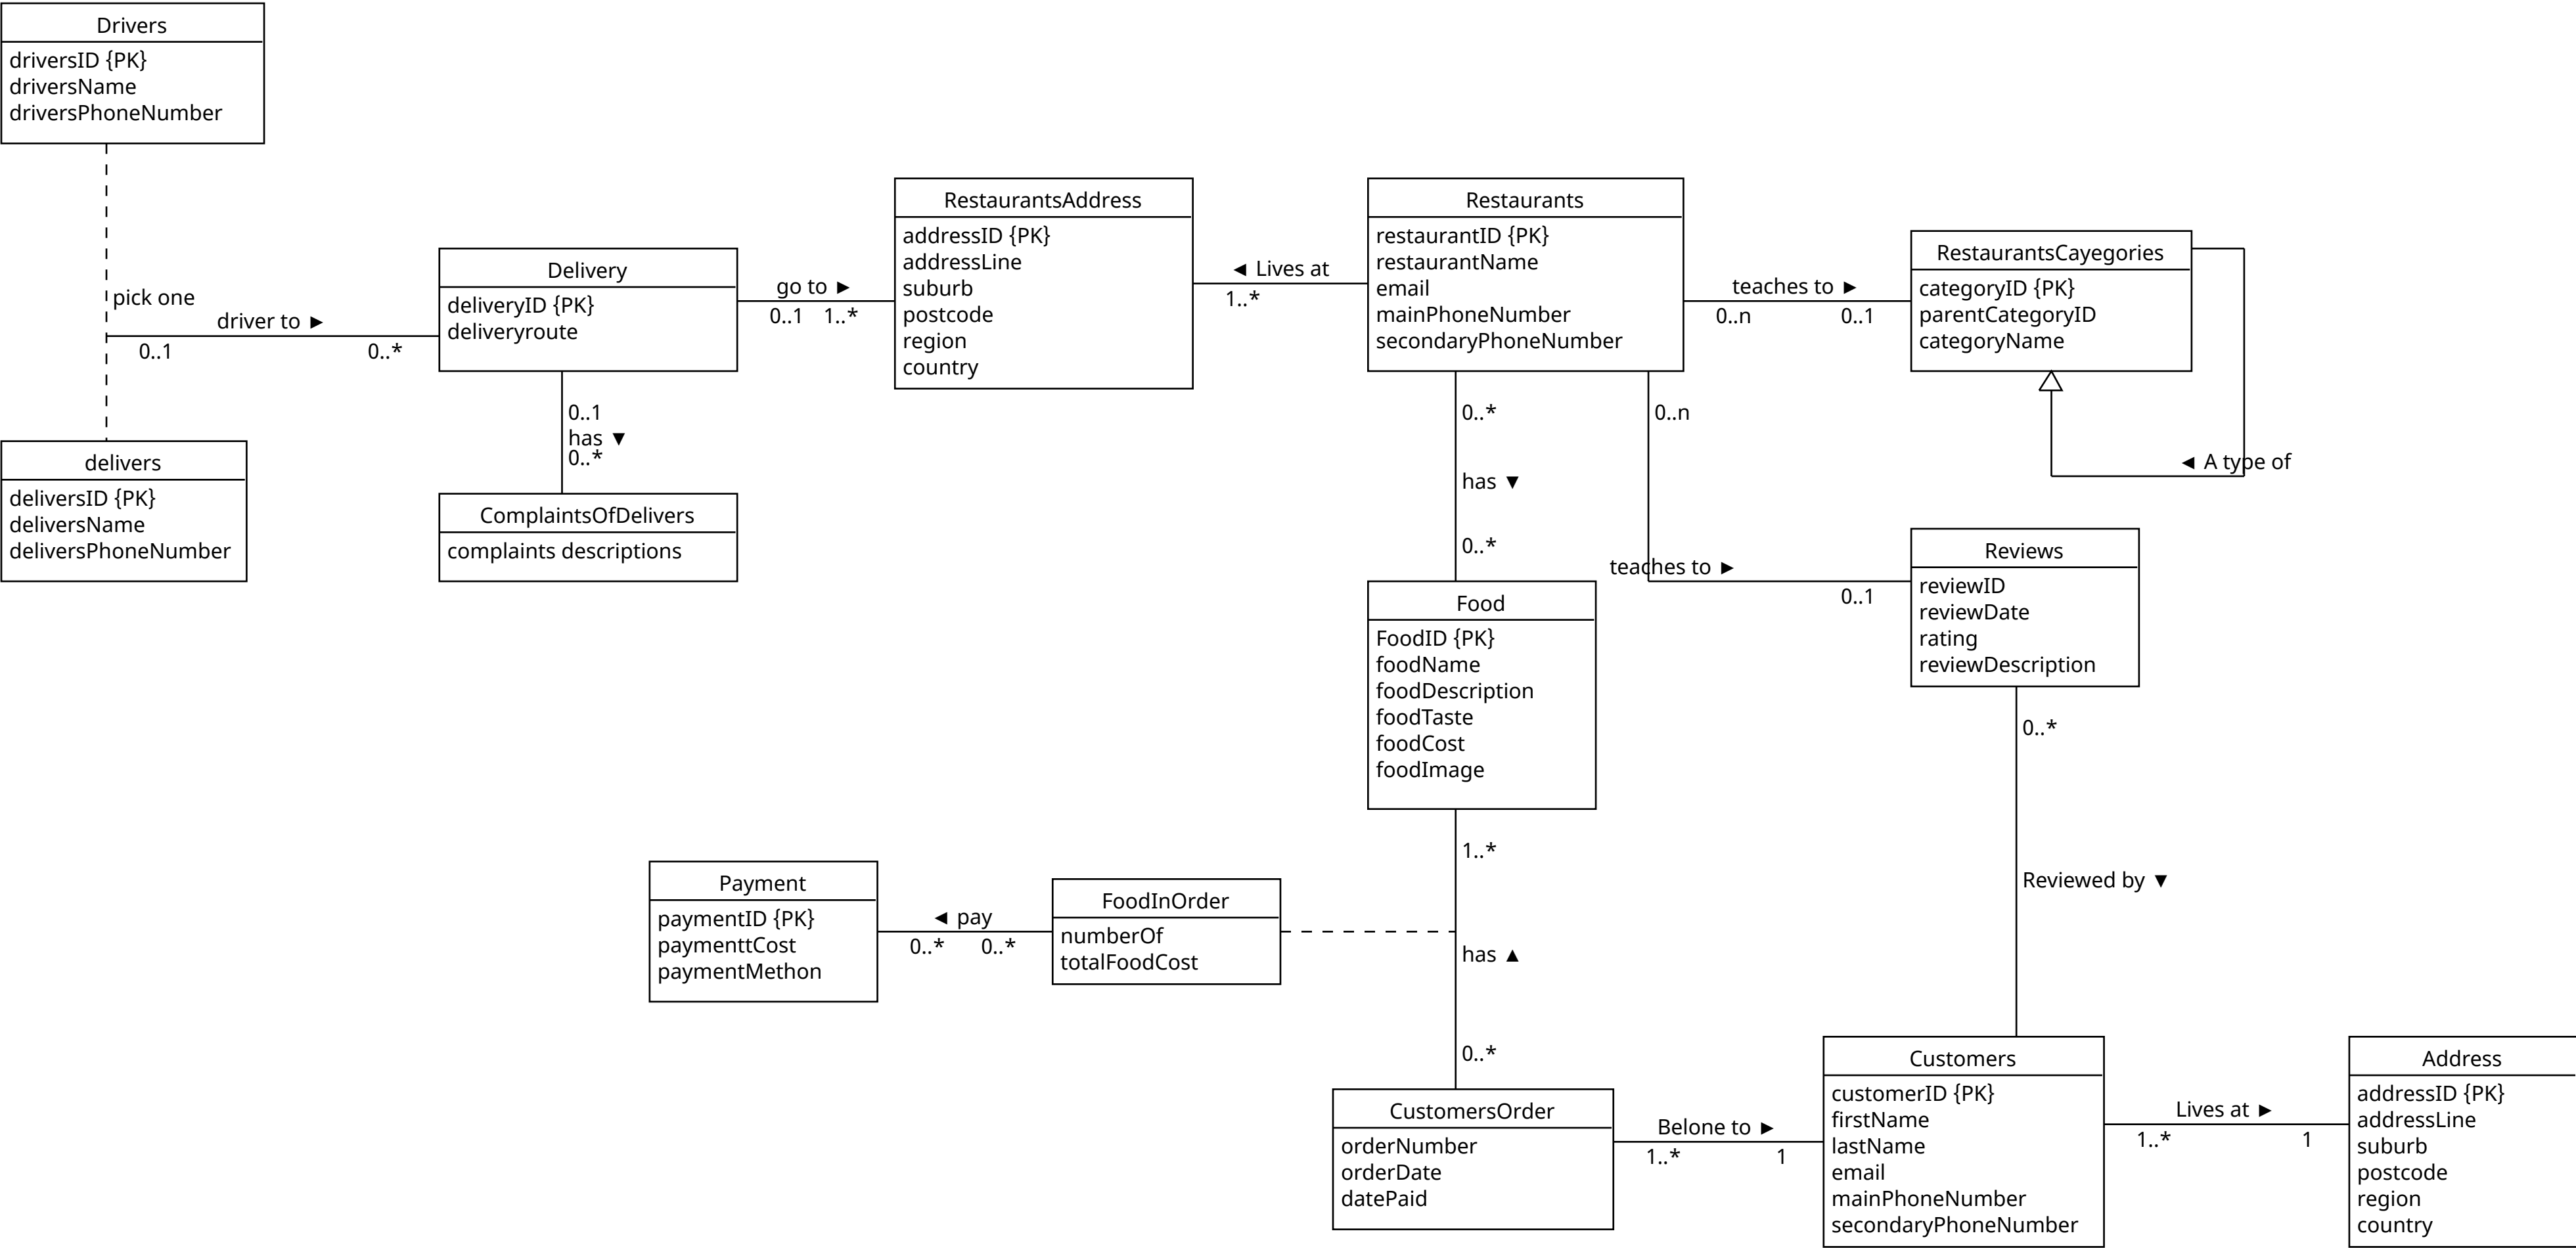 Drivers
driversID {PK}
driversName
driversPhoneNumber
pick one
driver to ►
0..1
0..*
delivers
deliversID {PK}
deliversName
deliversPhoneNumber
Delivery
deliveryID {PK}
deliveryroute
0..1
has ▼
0..*
ComplaintsOfDelivers
complaints descriptions
go to ►
0..1
1..*
RestaurantsAddress
addressID {PK}
addressLine
suburb
postcode
region
country
◄ Lives at
1..*
Restaurants
restaurantID {PK}
restaurantName
email
mainPhoneNumber
secondaryPhoneNumber
teaches to ►
0..n
0..1
RestaurantsCayegories
categoryID {PK}
parentCategoryID
categoryName
◄ A type of
0..*
has ▼
0..*
0..n
teaches to ►
0..1
Reviews
reviewID
reviewDate
rating
reviewDescription
Food
FoodID {PK}
foodName
foodDescription
foodTaste
foodCost
foodImage
0..*
Reviewed by ▼
1..*
has ▲
0..*
Payment
paymentID {PK}
paymenttCost
paymentMethon
◄ pay
0..*
0..*
FoodInOrder
numberOf
totalFoodCost
CustomersOrder
orderNumber
orderDate
datePaid
Belone to ►
1..*
1
Customers
customerID {PK}
firstName
lastName
email
mainPhoneNumber
secondaryPhoneNumber
Lives at ►
1..*
1
Address
addressID {PK}
addressLine
suburb
postcode
region
country